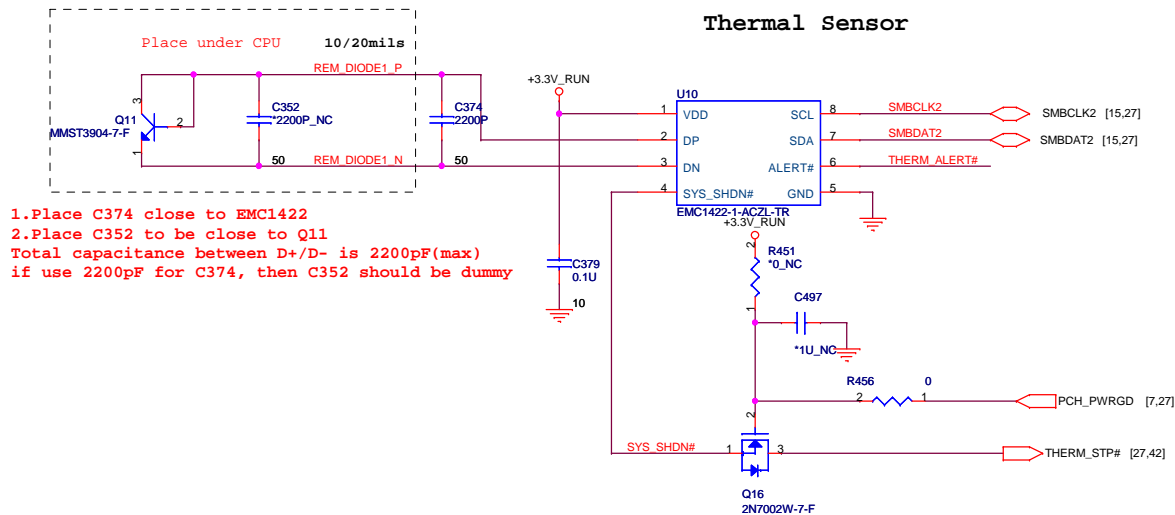 Thermal Sensor
Place under CPU
10/20mils
REM_DIODE1_P
3
Q11
2
MMST3904-7-F
1
C352
*2200P_NC
C374
2200P
50
REM_DIODE1_N
50
+3.3V_RUN
U10
1
VDD
SCL
8
SMBCLK2
SMBCLK2 [15,27]
2
DP
SDA
7
SMBDAT2
SMBDAT2 [15,27]
3
DN
ALERT#
6
THERM_ALERT#
4
SYS_SHDN#
GND
5
EMC1422-1-ACZL-TR
1.Place C374 close to EMC1422
2.Place C352 to be close to Q11
Total capacitance between D+/D- is 2200pF(max)
if use 2200pF for C374, then C352 should be dummy
C379
0.1U
10
+3.3V_RUN
2
R451
*0_NC
1
C497
*1U_NC
R456
0
2
1
PCH_PWRGD [7,27]
2
SYS_SHDN#
1
3
THERM_STP# [27,42]
Q16
2N7002W-7-F